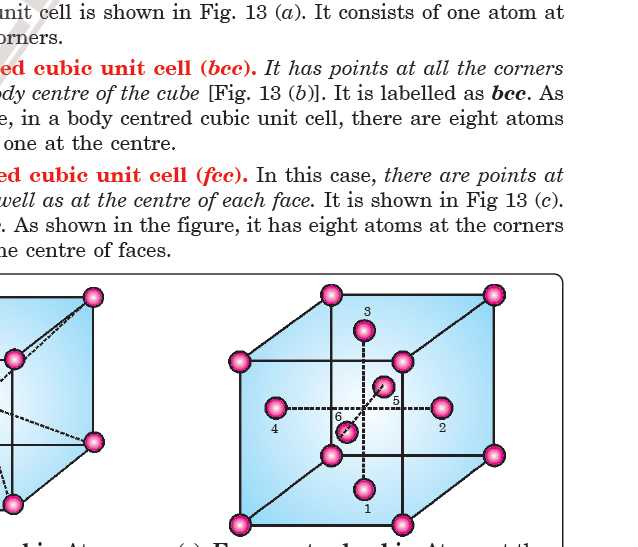 unit cell is shown in Fig. 13 (a). It consists of one atom at
orners.
ed cubic unit cell (bcc). It has points at all the corners
dy centre of the cube [Fig. 13 (b)]. It is labelled as bcc. As
e, in a body centred cubic unit cell, there are eight atoms
one at the centre.
ed cubic unit cell (fcc). In this case, there are points at
well as at the centre of each face. It is shown in Fig 13 (c).
. As shown in the figure, it has eight atoms at the corners
he centre of faces.
3
5
6
4
2
1